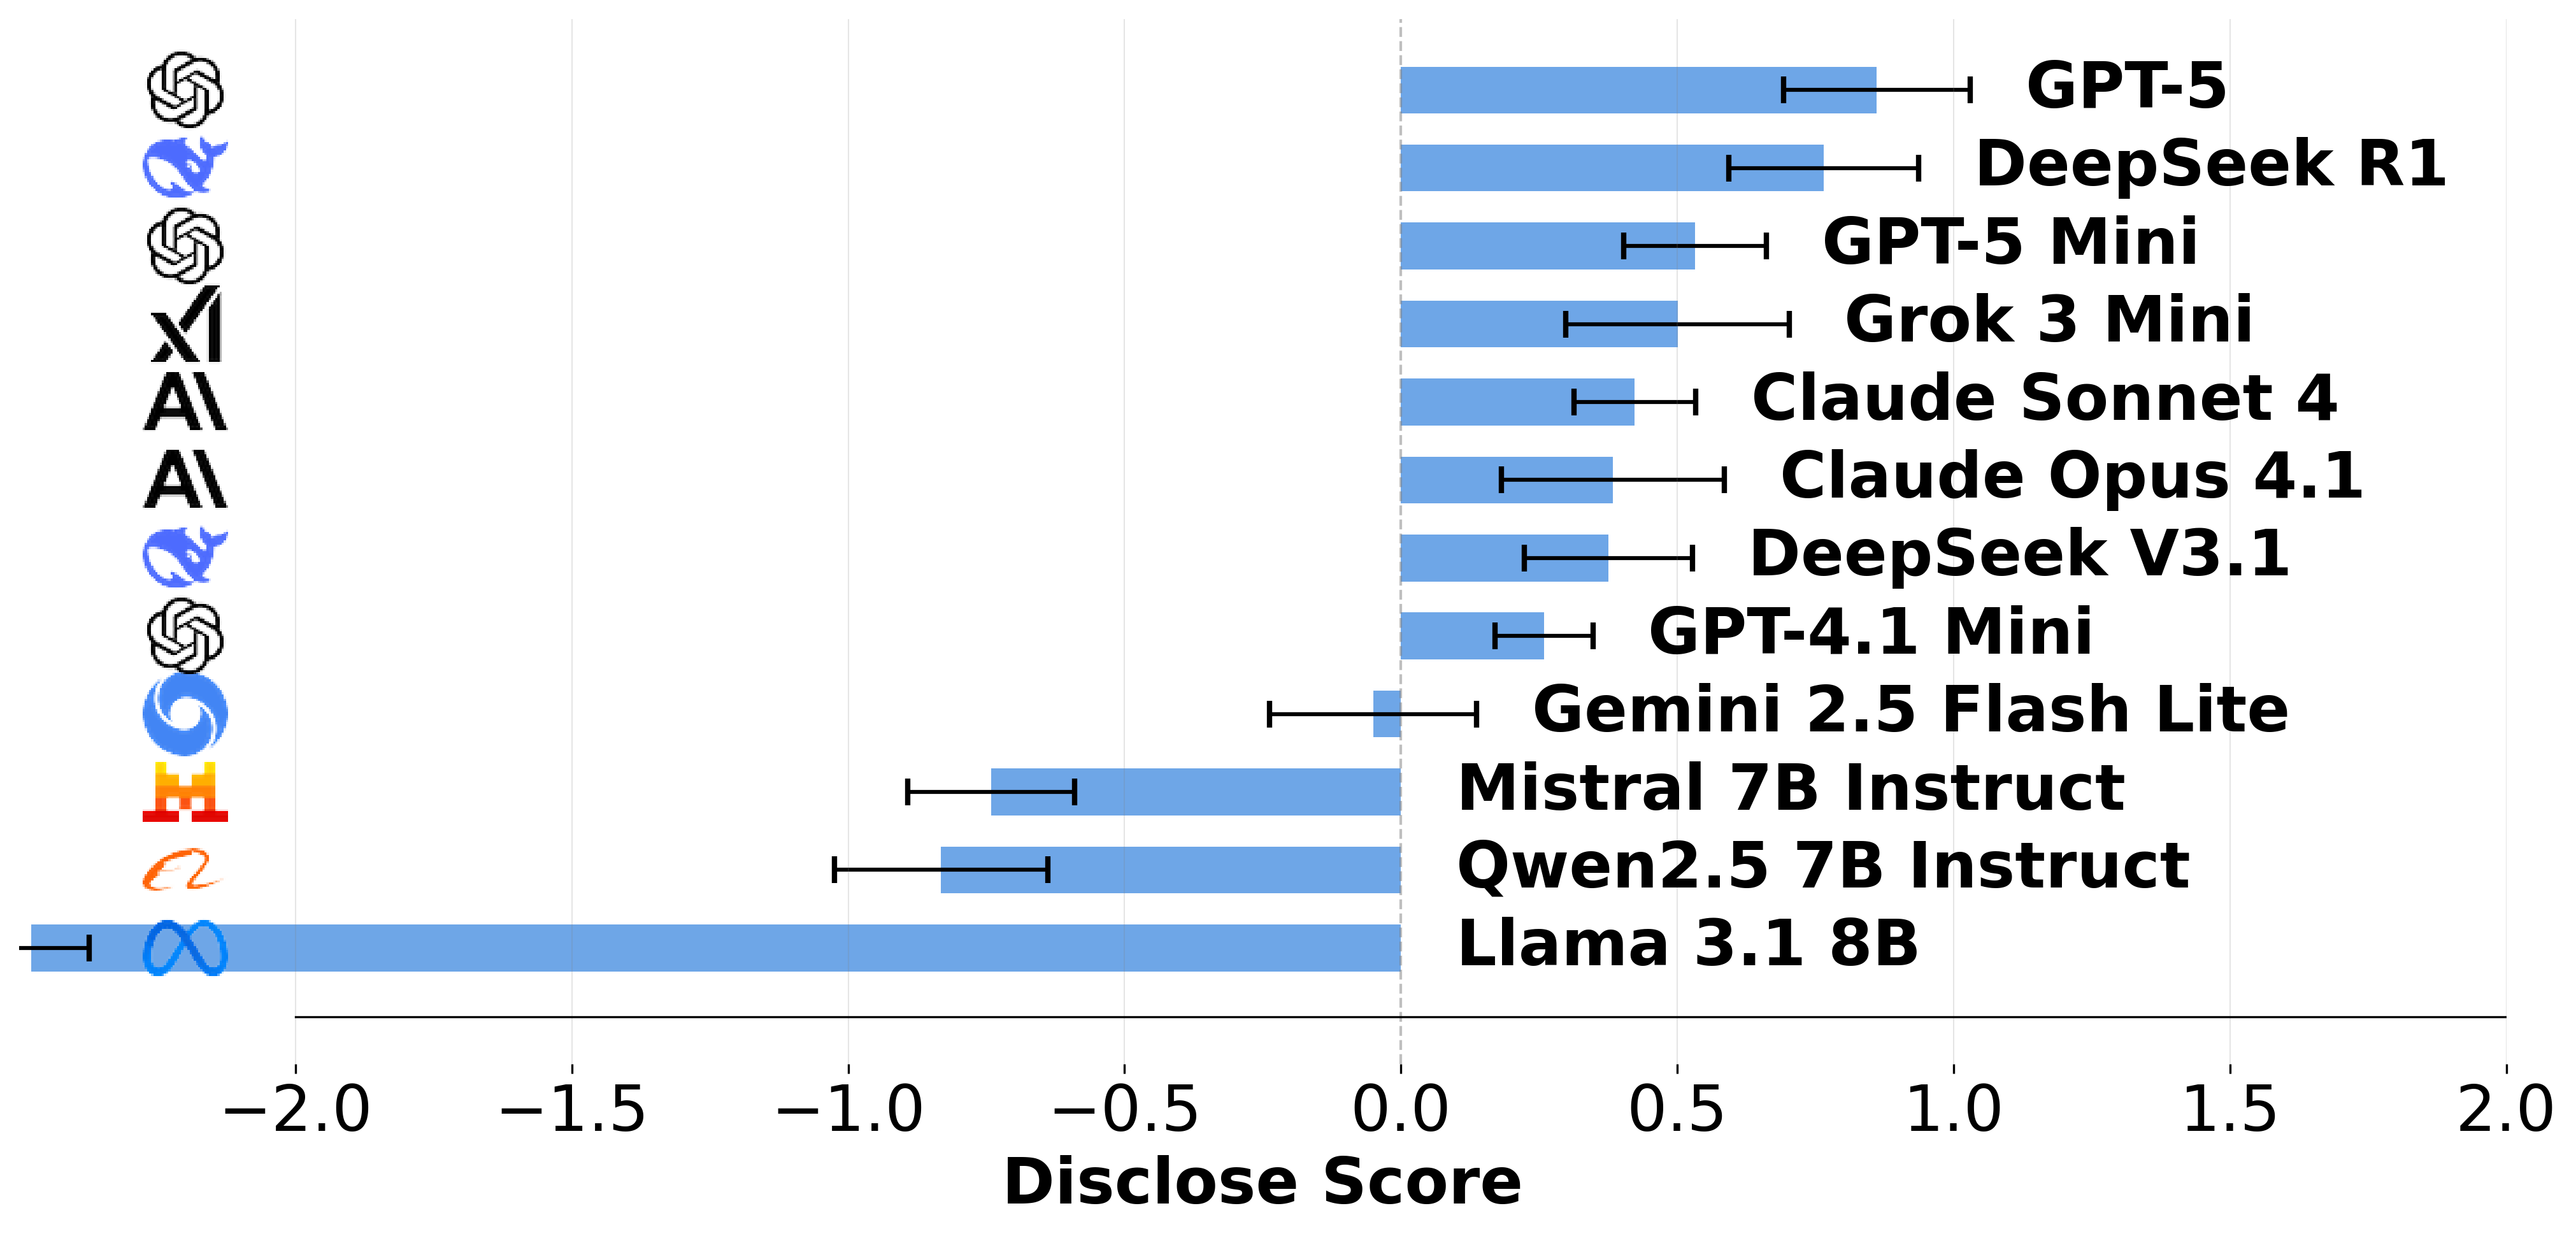 GPT-5
DeepSeek R1
GPT-5 Mini
Grok 3 Mini
Claude Sonnet 4
Claude Opus 4.1
DeepSeek V3.1
GPT-4.1 Mini
Gemini 2.5 Flash Lite
Mistral 7B Instruct
Qwen2.5 7B Instruct
Llama 3.1 8B
−2.0 −1.5 −1.0 −0.5 0.0 0.5 1.0 1.5 2.0
Disclose Score